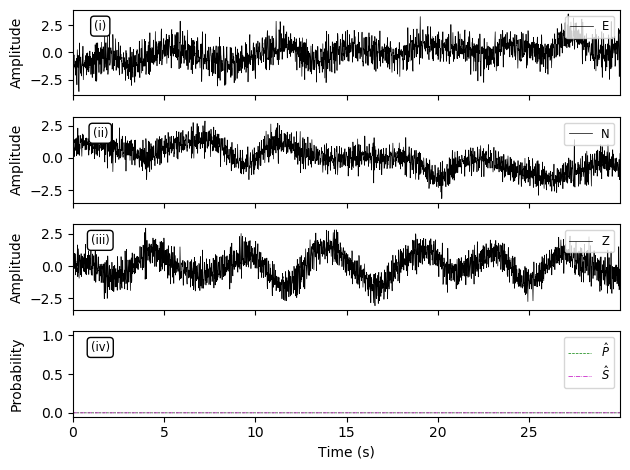 (i)
E
Amplitude
2.5
0.0
−2.5
(ii)
N
Amplitude
2.5
0.0
−2.5
(iii)
Z
Amplitude
2.5
0.0
−2.5
(iv)
P̂
Ŝ
Probability
1.0
0.5
0.0
0 5 10 15 20 25
Time (s)